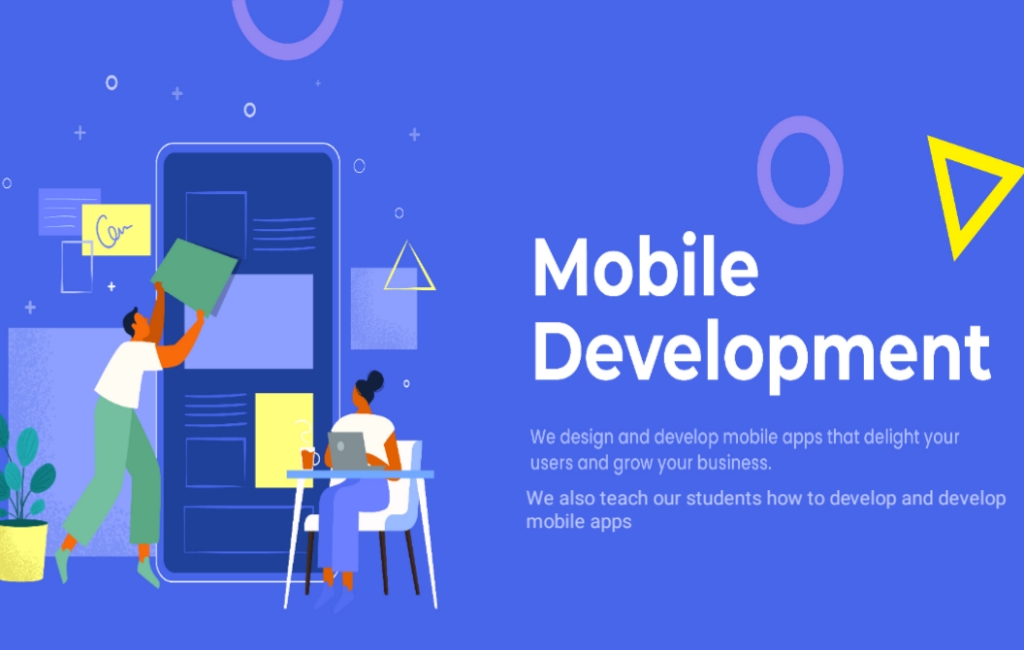 Mobile
Development
We design and develop mobile apps that delight your
users and grow your business.
We also teach our students how to develop and develop
mobile apps